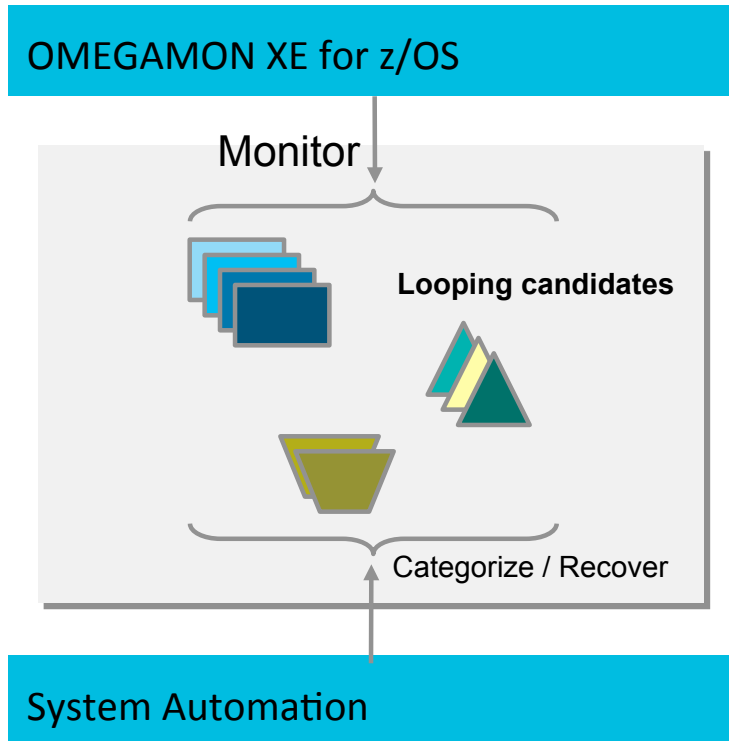 OMEGAMON XE for z/OS
Monitor
Looping candidates
Categorize / Recover
System Automation